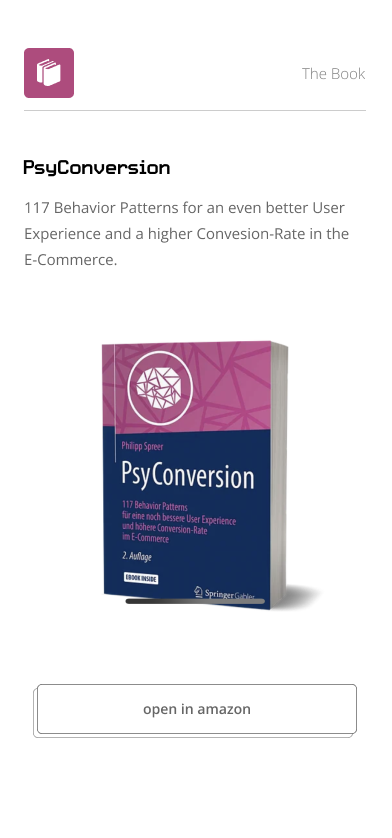 The Book
PsyConversion
117 Behavior Patterns for an even better User
Experience and a higher Convesion-Rate in the
E-Commerce.
Philipp Spreer
PsyConversion
117 Behavior Patterns
für eine noch bessere User Experience
und höhere Conversion-Rate
im E-Commerce
2. Auflage
EBOOK INSIDE
Springer Gabler
open in amazon